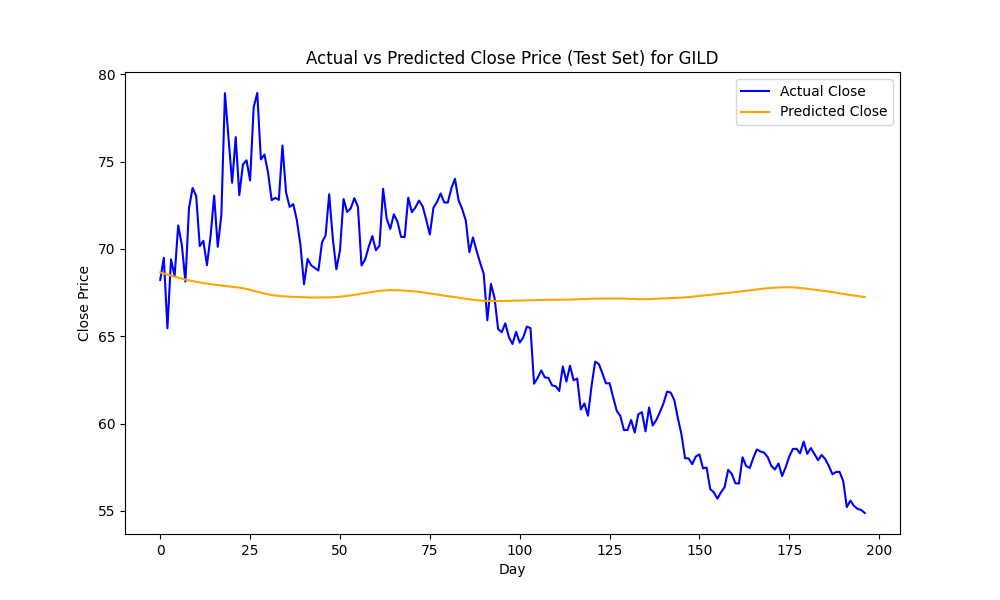 Actual vs Predicted Close Price (Test Set) for GILD
Actual Close
Predicted Close
Close Price
80
75
70
65
60
55
0 25 50 75 100 125 150 175 200
Day